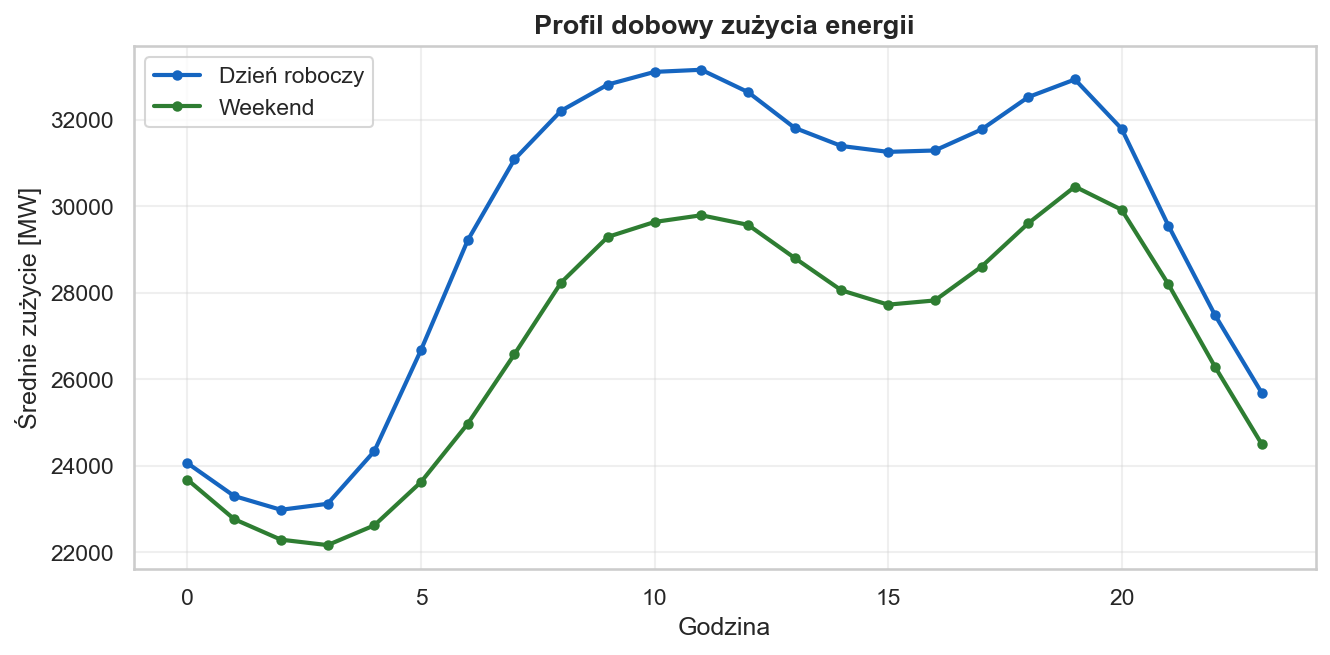 Profil dobowy zużycia energii
Dzień roboczy
Weekend
Średnie zużycie [MW]
32000
30000
28000
26000
24000
22000
0 5 10 15 20
Godzina